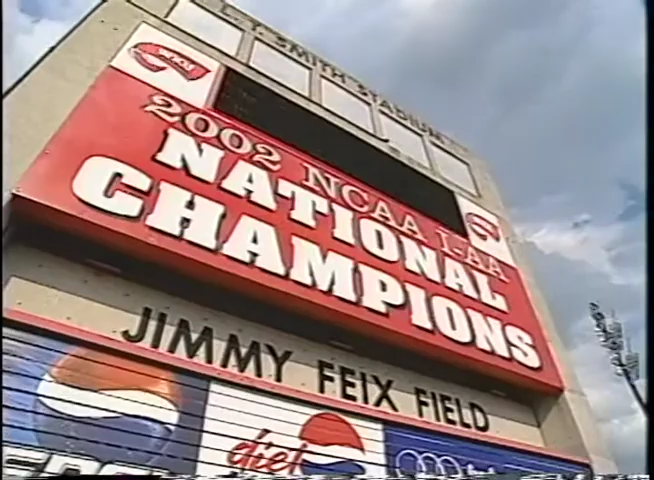 L.T. SMITH STADIUM
WKU
2002 NCAA I-AA
NATIONAL
CHAMPIONS
JIMMY FEIX FIELD
diet